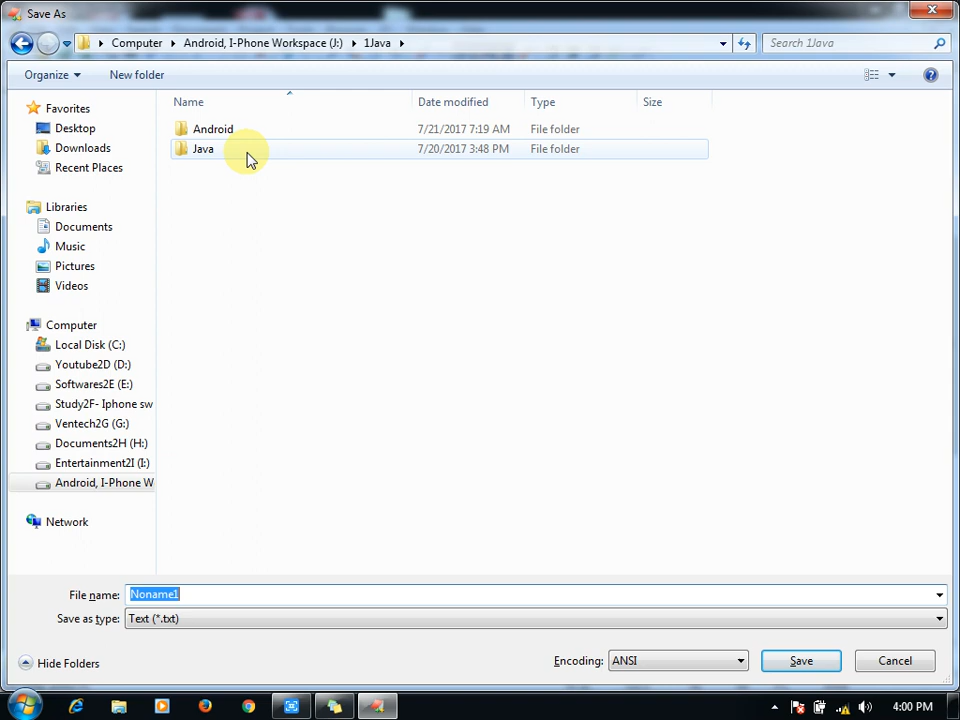 Save As
Computer Android, I-Phone Workspace (J:) 1Java Search 1Java
Organize New folder
Name Date modified Type Size
Favorites
Desktop
Downloads
Recent Places
Libraries
Documents
Music
Pictures
Videos
Computer
Local Disk (C:)
Youtube2D (D:)
Softwares2E (E:)
Study2F- Iphone sw
Ventech2G (G:)
Documents2H (H:)
Entertainment2I (I:)
Android, I-Phone W
Network
Android 7/21/2017 7:19 AM File folder
Java 7/20/2017 3:48 PM File folder
File name: Noname1
Save as type: Text (*.txt)
Hide Folders Encoding: ANSI Save Cancel
4:00 PM